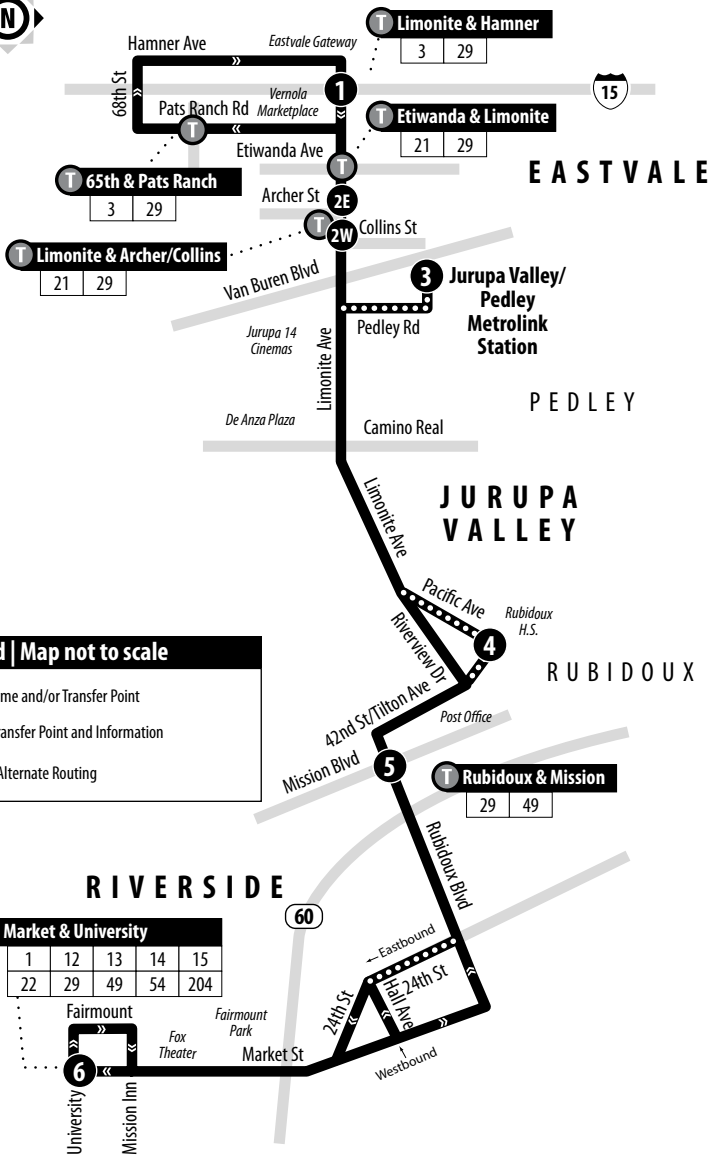 N
Hamner Ave
Eastvale Gateway
T Limonite & Hamner
3 29
68th St
1
15
Vernola
Marketplace
Pats Ranch Rd
T
T Etiwanda & Limonite
21 29
Etiwanda Ave
T
EASTVALE
T 65th & Pats Ranch
3 29
Archer St
2E
T
2W
Collins St
T Limonite & Archer/Collins
21 29
Van Buren Blvd
3
Jurupa Valley/
Pedley
Metrolink
Station
Pedley Rd
Jurupa 14
Cinemas
Limonite Ave
PEDLEY
De Anza Plaza
Camino Real
JURUPA
VALLEY
Limonite Ave
Pacific Ave
Rubidoux
H.S.
4
Riverview Dr
RUBIDOUX
d | Map not to scale
me and/or Transfer Point
ransfer Point and Information
Alternate Routing
42nd St/Tilton Ave
Post Office
Mission Blvd
5
T Rubidoux & Mission
29 49
Rubidoux Blvd
RIVERSIDE
60
Market & University
1 12 13 14 15
22 29 49 54 204
Eastbound
24th St
24th St
Hall Ave
Westbound
Fairmount
Fairmount
Park
Fox
Theater
Market St
6
University
Mission Inn